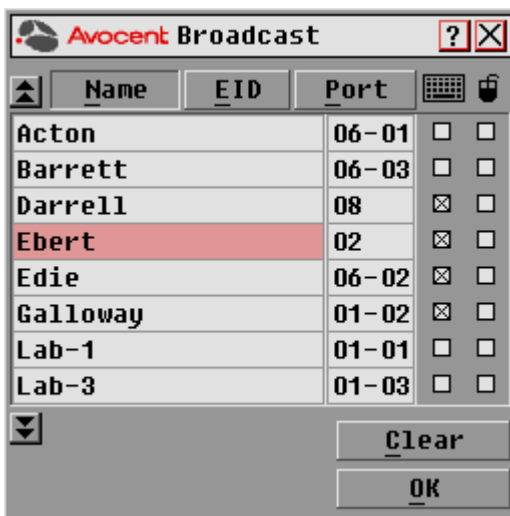 Avocent Broadcast ? X
Name EID Port
Acton 06-01
Barrett 06-03
Darrell 08
Ebert 02
Edie 06-02
Galloway 01-02
Lab-1 01-01
Lab-3 01-03
Clear
OK